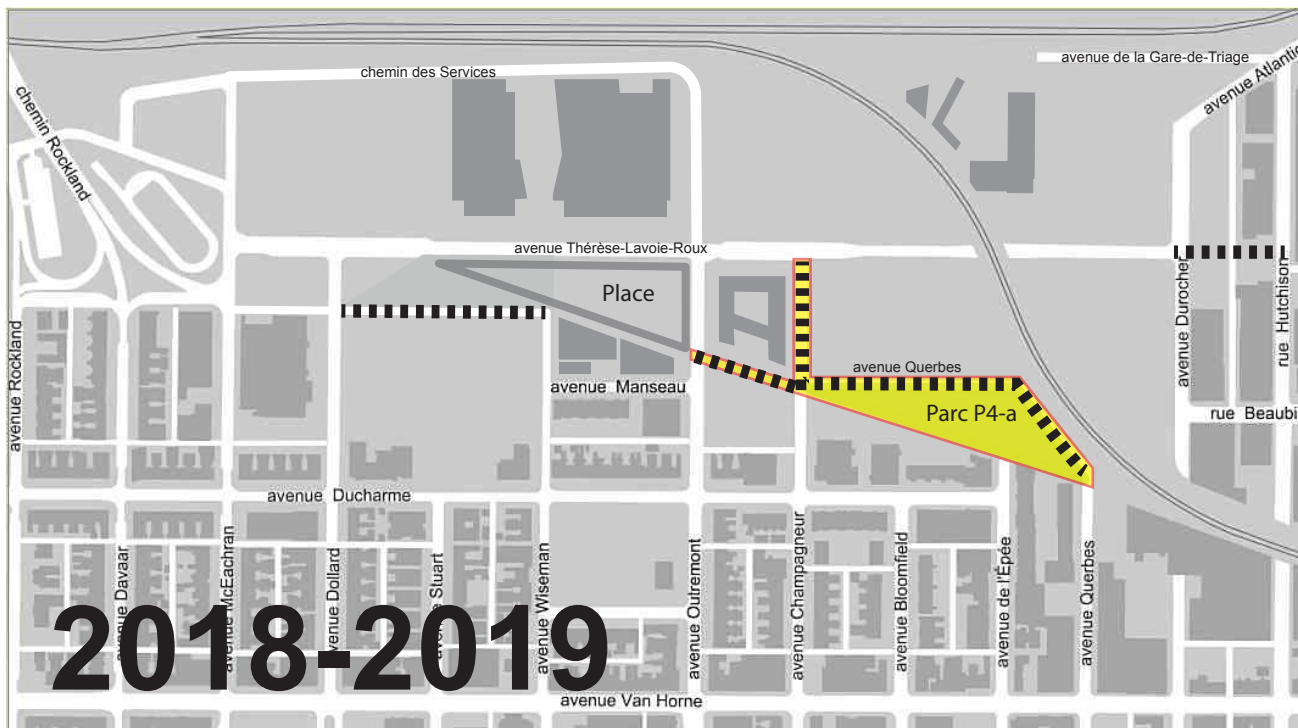 avenue de la Gare-de-Triage
chemin des Services
avenue Atlantic
chemin Rockland
avenue Thérèse-Lavoie-Roux
Place
avenue Durocher
rue Hutchison
avenue Rockland
avenue Querbes
avenue Manseau
Parc P4-a
rue Beaubi
avenue Ducharme
avenue Davaar
avenue McEachran
avenue Dollard
avenue Stuart
avenue Wiseman
avenue Outremont
avenue Champagneur
avenue Bloomfield
avenue de l'Épée
avenue Querbes
2018-2019
avenue Van Horne